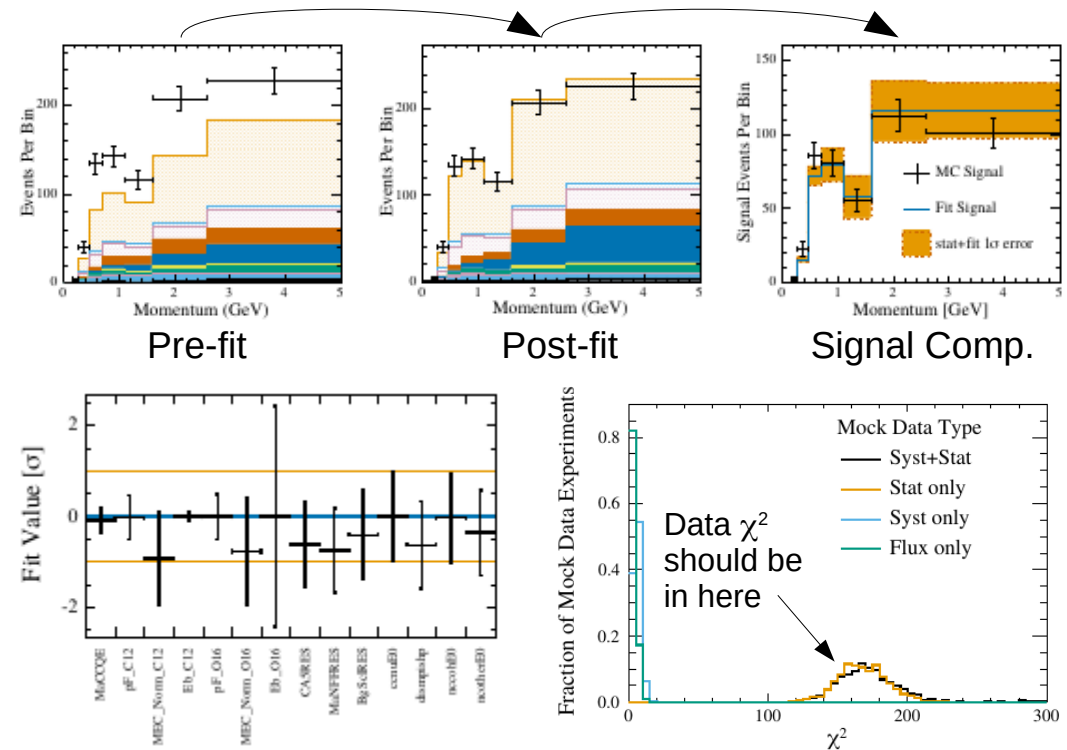 Events Per Bin
200
100
0
0 1 2 3 4 5
Momentum (GeV)
Pre-fit
Events Per Bin
200
100
0
0 1 2 3 4 5
Momentum (GeV)
Post-fit
Signal Events Per Bin
150
100
50
0
0 1 2 3 4 5
Momentum [GeV]
MC Signal
Fit Signal
stat+fit 1σ error
Signal Comp.
Fit Value [σ]
2
0
-2
MaCCQE
pF_C12
MEC_Norm_C12
Eb_C12
pF_O16
MEC_Norm_O16
Eb_O16
CA5RES
MaNFFRES
BgSclRES
ccnuE0
dismpishp
nccohE0
ncotherE0
Fraction of Mock Data Experiments
0.8
0.6
0.4
0.2
0.0
0 100 200 300
χ²
Mock Data Type
Syst+Stat
Stat only
Syst only
Flux only
Data χ²
should be
in here